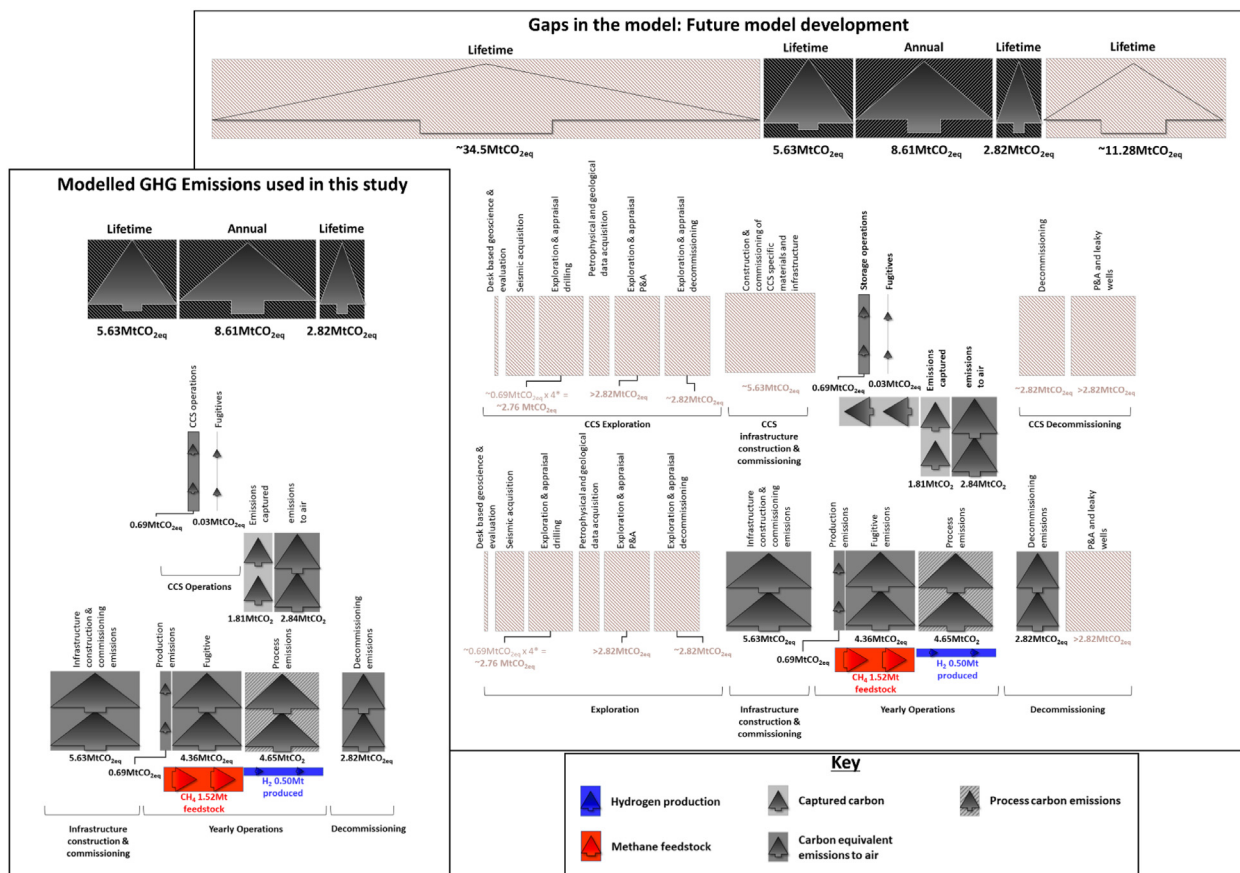 Gaps in the model: Future model development
Lifetime
Lifetime
Annual
Lifetime
Lifetime
~34.5MtCO2eq
5.63MtCO2eq
8.61MtCO2eq
2.82MtCO2eq
~11.28MtCO2eq
Modelled GHG Emissions used in this study
Lifetime
Annual
Lifetime
5.63MtCO2eq
8.61MtCO2eq
2.82MtCO2eq
CCS operations
Fugitives
0.69MtCO2eq
0.03MtCO2eq
Emissions
captured
emissions
to air
CCS Operations
1.81MtCO2
2.84MtCO2
Infrastructure
construction &
commissioning
emissions
Production
emissions
Fugitive
Process
emissions
Decommissioning
emissions
5.63MtCO2eq
0.69MtCO2eq
4.36MtCO2eq
4.65MtCO2
2.82MtCO2eq
CH4 1.52Mt
feedstock
H2 0.50Mt
produced
Infrastructure
construction &
commissioning
Yearly Operations
Decommissioning
Desk based geoscience &
evaluation
Seismic acquisition
Exploration & appraisal
drilling
Petrophysical and geological
data acquisition
Exploration & appraisal
P&A
Exploration & appraisal
decommissioning
Construction &
commissioning of
CCS specific
materials and
infrastructure
Storage operations
Fugitives
Decommissioning
P&A and leaky
wells
~0.69MtCO2eq x 4* =
~2.76 MtCO2eq
>2.82MtCO2eq
~2.82MtCO2eq
~5.63MtCO2eq
0.69MtCO2eq
0.03MtCO2eq
Emissions
captured
emissions
to air
~2.82MtCO2eq
>2.82MtCO2eq
CCS Exploration
CCS
infrastructure
construction &
commissioning
CCS Decommissioning
1.81MtCO2
2.84MtCO2
Desk based geoscience &
evaluation
Seismic acquisition
Exploration & appraisal
drilling
Petrophysical and geological
data acquisition
Exploration & appraisal
P&A
Exploration & appraisal
decommissioning
Infrastructure
construction &
commissioning
emissions
Production
emissions
Fugitive
emissions
Process
emissions
Decommissioning
emissions
P&A and leaky
wells
~0.69MtCO2eq x 4* =
~2.76 MtCO2eq
>2.82MtCO2eq
~2.82MtCO2eq
5.63MtCO2eq
0.69MtCO2eq
4.36MtCO2eq
4.65MtCO2
2.82MtCO2eq
>2.82MtCO2eq
CH4 1.52Mt
feedstock
H2 0.50Mt
produced
Exploration
Infrastructure
construction &
commissioning
Yearly Operations
Decommissioning
Key
Hydrogen production
Captured carbon
Process carbon emissions
Methane feedstock
Carbon equivalent
emissions to air